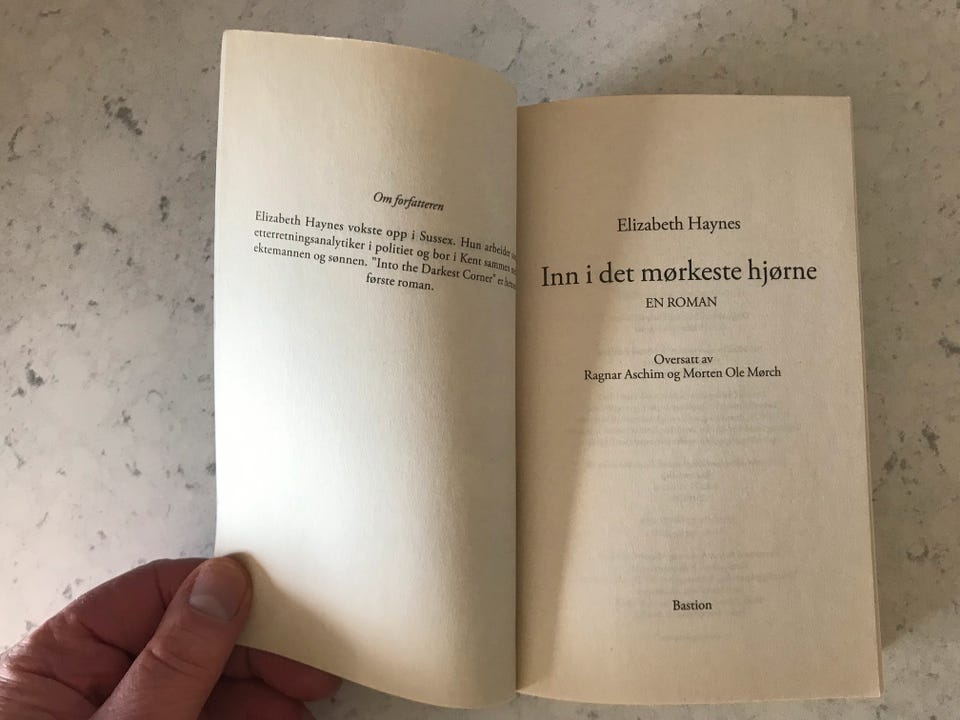 Om forfatteren
Elizabeth Haynes vokste opp i Sussex. Hun arbeider
etterretningsanalytiker i politiet og bor i Kent sammen
ektemannen og sønnen. "Into the Darkest Corner" er
første roman.
Elizabeth Haynes
Inn i det mørkeste hjørne
EN ROMAN
Oversatt av
Ragnar Aschim og Morten Ole Mørch
Bastion